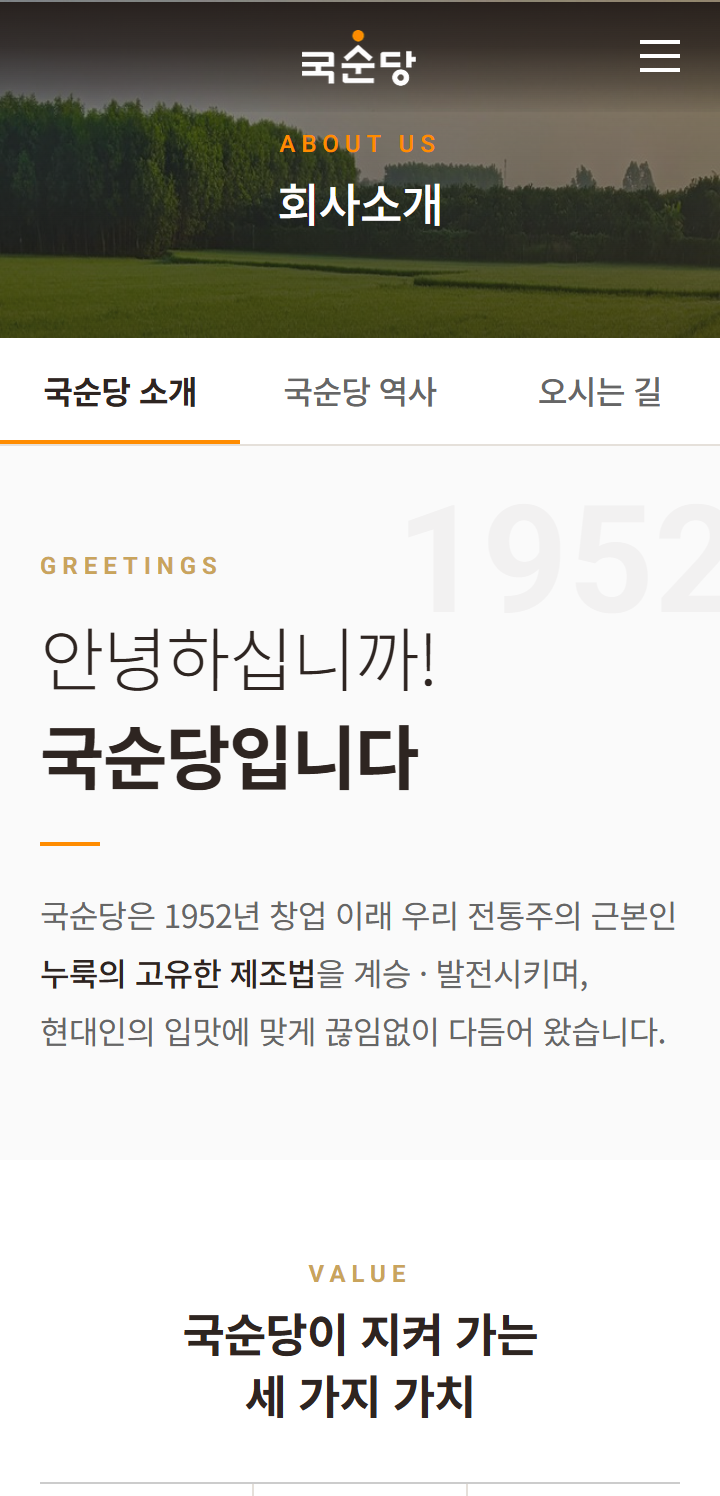 국순당
ABOUT US
회사소개
국순당 소개
국순당 역사
오시는 길
1952
GREETINGS
안녕하십니까!
국순당입니다
국순당은 1952년 창업 이래 우리 전통주의 근본인
누룩의 고유한 제조법을 계승 · 발전시키며,
현대인의 입맛에 맞게 끊임없이 다듬어 왔습니다.
VALUE
국순당이 지켜 가는
세 가지 가치